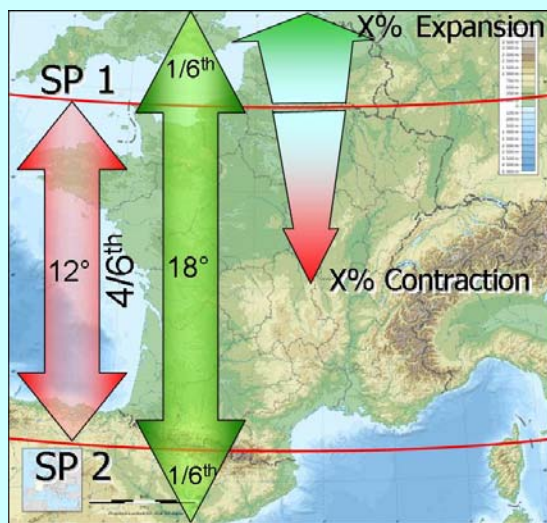 X% Expansion
1/6th
SP 1
4/6th
12°
18°
X% Contraction
SP 2
1/6th